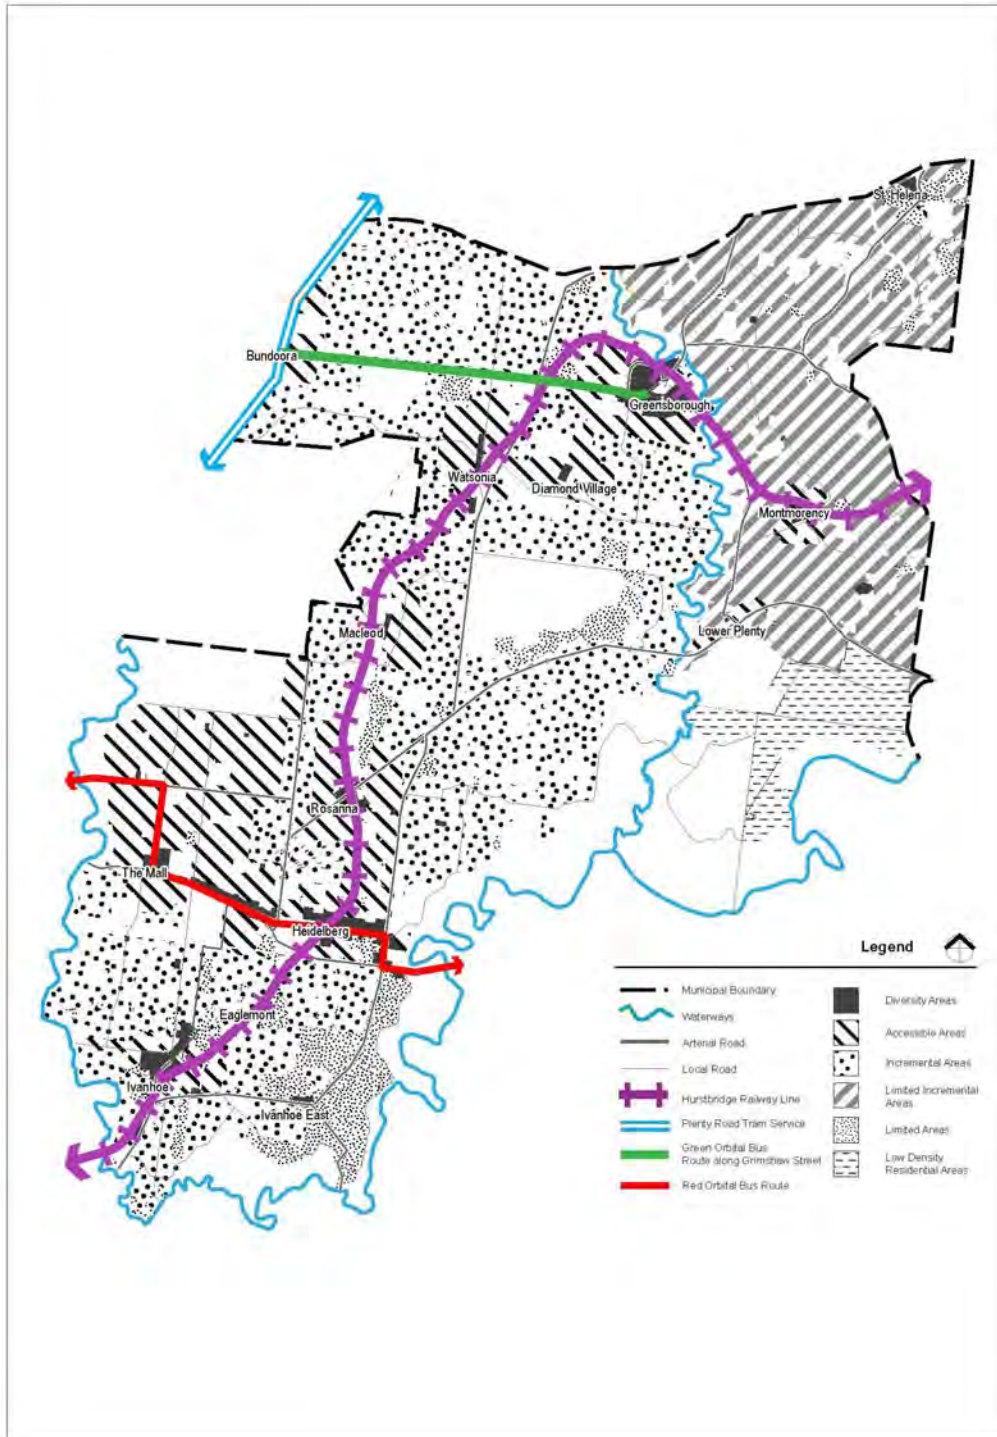 St. Helena
Bundoora
Greensborough
Watsonia
Diamond Village
Montmorency
Macleod
Lower Plenty
Rosanna
The Mall
Heidelberg
Eaglemont
Ivanhoe
Ivanhoe East
Legend
Municipal Boundary
Waterways
Arterial Road
Local Road
Hurstbridge Railway Line
Plenty Road Tram Service
Green Orbital Bus
Route along Grimshaw Street
Red Orbital Bus Route
Diversity Areas
Accessible Areas
Incremental Areas
Limited Incremental
Areas
Limited Areas
Low Density
Residential Areas